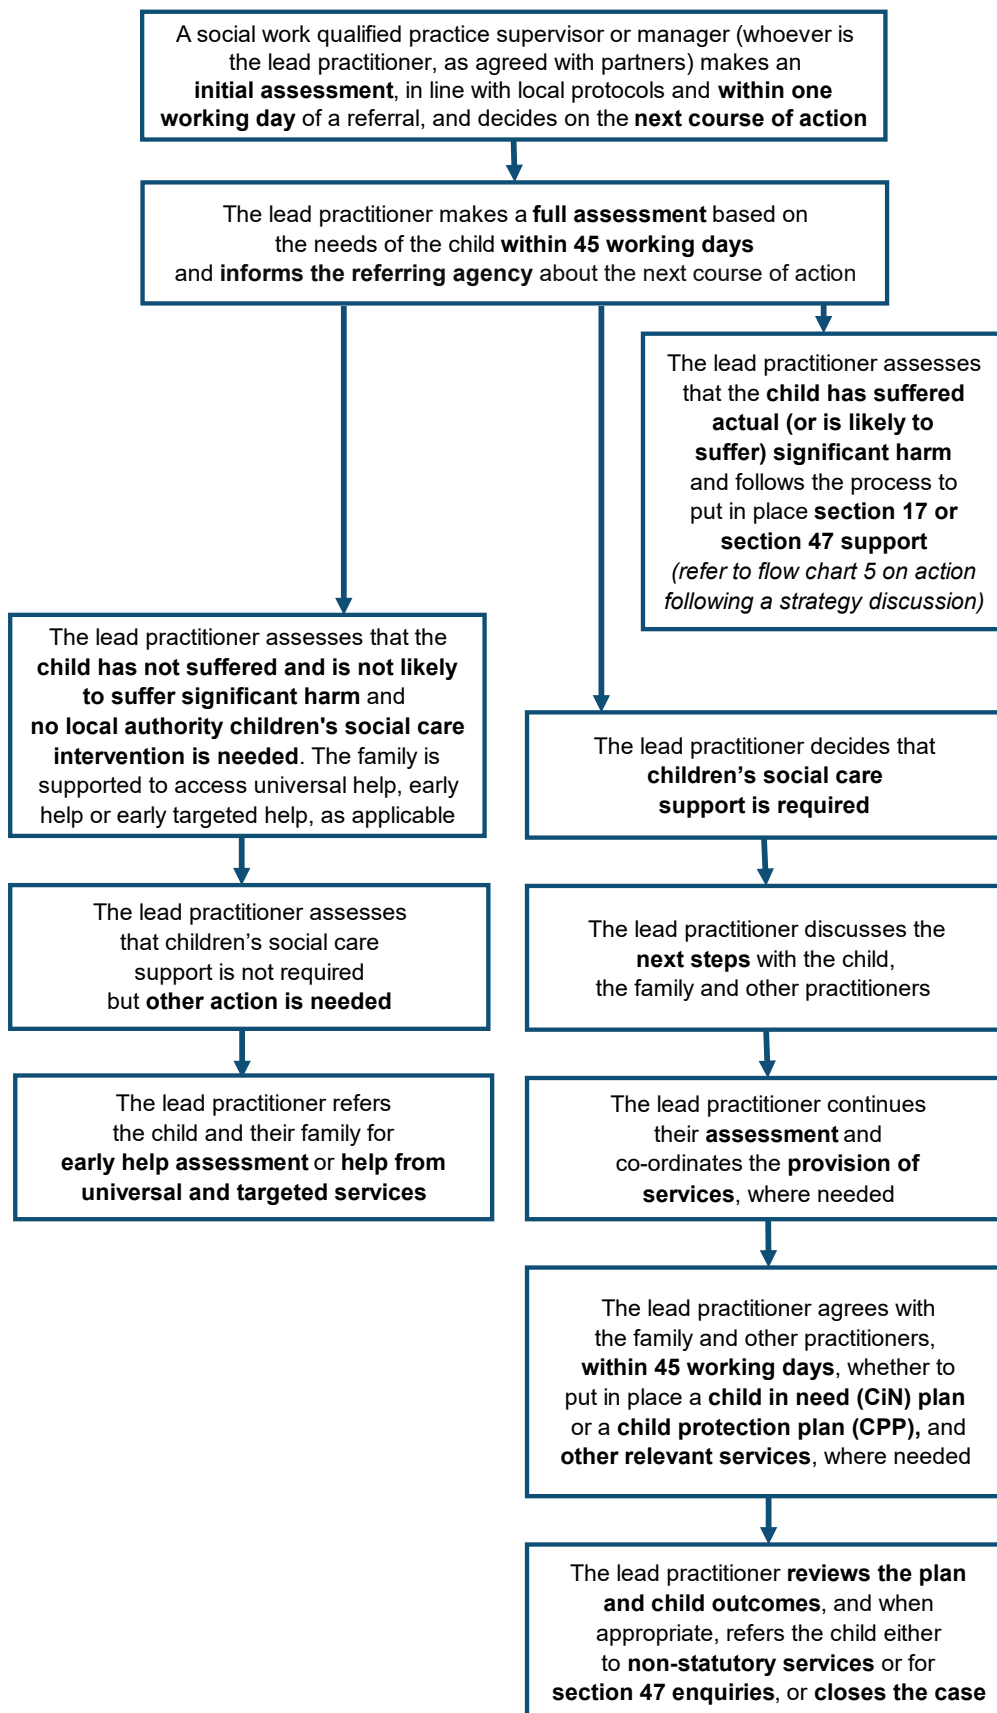 A social work qualified practice supervisor or manager (whoever is
the lead practitioner, as agreed with partners) makes an
initial assessment, in line with local protocols and within one
working day of a referral, and decides on the next course of action
The lead practitioner makes a full assessment based on
the needs of the child within 45 working days
and informs the referring agency about the next course of action
The lead practitioner assesses
that the child has suffered
actual (or is likely to
suffer) significant harm
and follows the process to
put in place section 17 or
section 47 support
(refer to flow chart 5 on action
following a strategy discussion)
The lead practitioner assesses that the
child has not suffered and is not likely
to suffer significant harm and
no local authority children's social care
intervention is needed. The family is
supported to access universal help, early
help or early targeted help, as applicable
The lead practitioner assesses
that children’s social care
support is not required
but other action is needed
The lead practitioner refers
the child and their family for
early help assessment or help from
universal and targeted services
The lead practitioner decides that
children’s social care
support is required
The lead practitioner discusses the
next steps with the child,
the family and other practitioners
The lead practitioner continues
their assessment and
co-ordinates the provision of
services, where needed
The lead practitioner agrees with
the family and other practitioners,
within 45 working days, whether to
put in place a child in need (CiN) plan
or a child protection plan (CPP), and
other relevant services, where needed
The lead practitioner reviews the plan
and child outcomes, and when
appropriate, refers the child either
to non-statutory services or for
section 47 enquiries, or closes the case